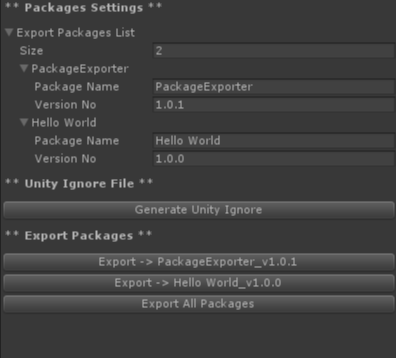 ** Packages Settings **
Export Packages List
Size 2
PackageExporter
Package Name PackageExporter
Version No 1.0.1
Hello World
Package Name Hello World
Version No 1.0.0
** Unity Ignore File **
Generate Unity Ignore
** Export Packages **
Export -> PackageExporter_v1.0.1
Export -> Hello World_v1.0.0
Export All Packages